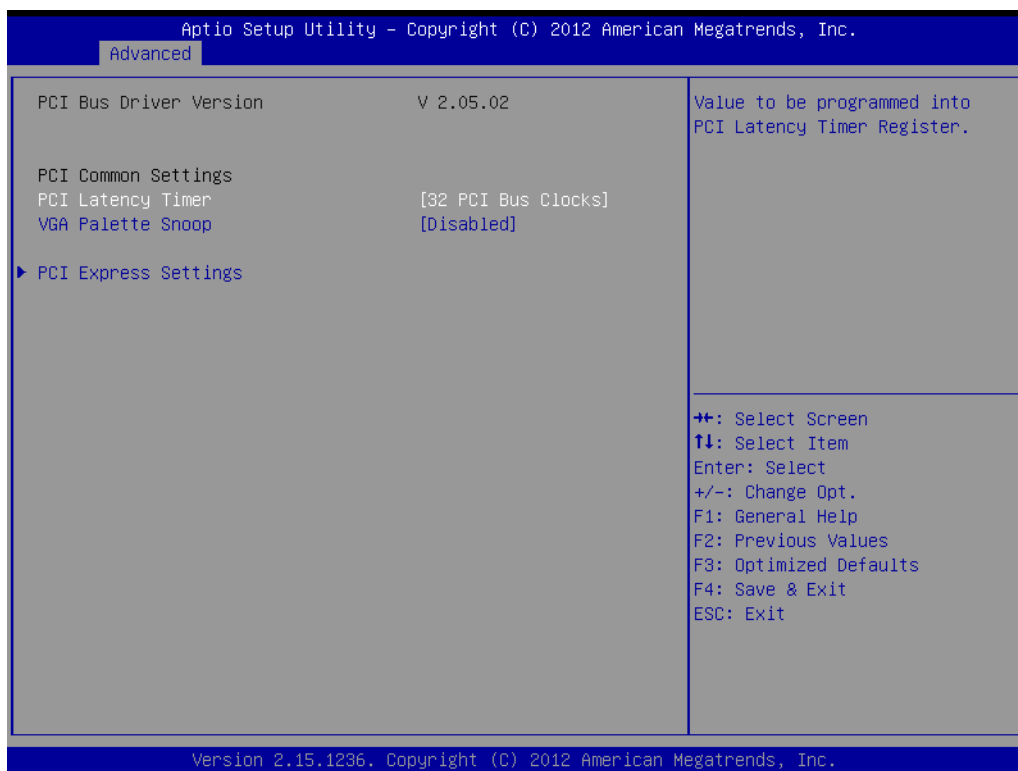 Aptio Setup Utility – Copyright (C) 2012 American Megatrends, Inc.
Advanced
PCI Bus Driver Version V 2.05.02
PCI Common Settings
PCI Latency Timer [32 PCI Bus Clocks]
VGA Palette Snoop [Disabled]
PCI Express Settings
Value to be programmed into
PCI Latency Timer Register.
→←: Select Screen
↑↓: Select Item
Enter: Select
+/-: Change Opt.
F1: General Help
F2: Previous Values
F3: Optimized Defaults
F4: Save & Exit
ESC: Exit
Version 2.15.1236. Copyright (C) 2012 American Megatrends, Inc.